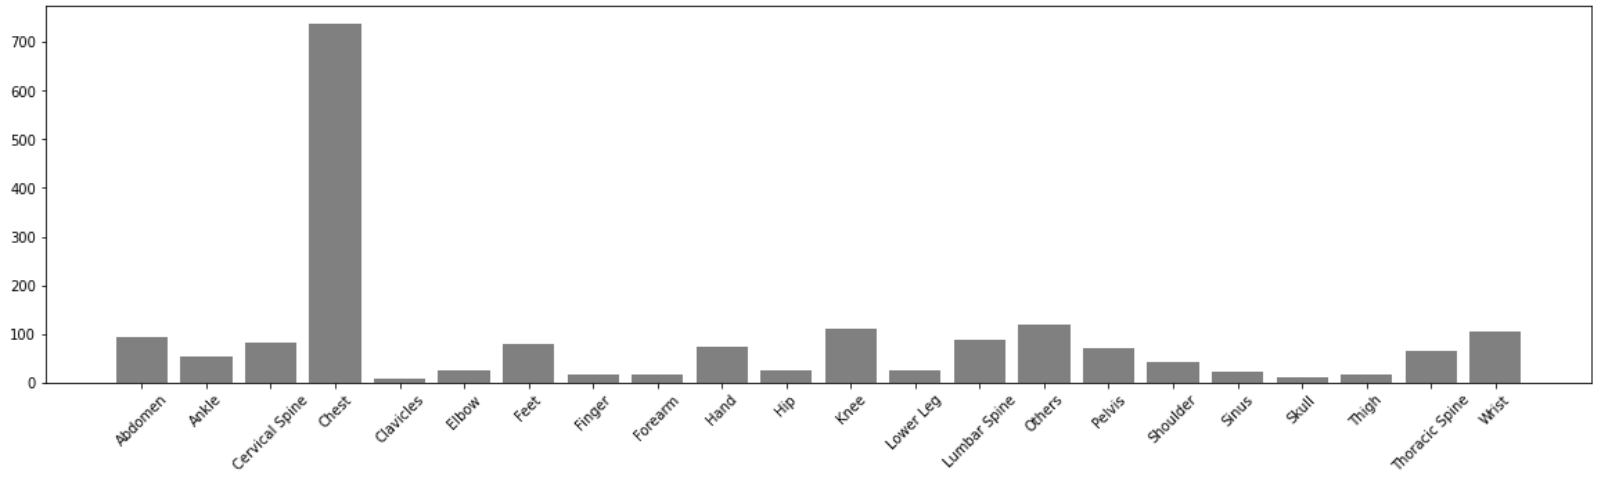 700
600
500
400
300
200
100
0
Abdomen
Ankle
Cervical Spine
Chest
Clavicles
Elbow
Feet
Finger
Forearm
Hand
Hip
Knee
Lower Leg
Lumbar Spine
Others
Pelvis
Shoulder
Sinus
Skull
Thigh
Thoracic Spine
Wrist